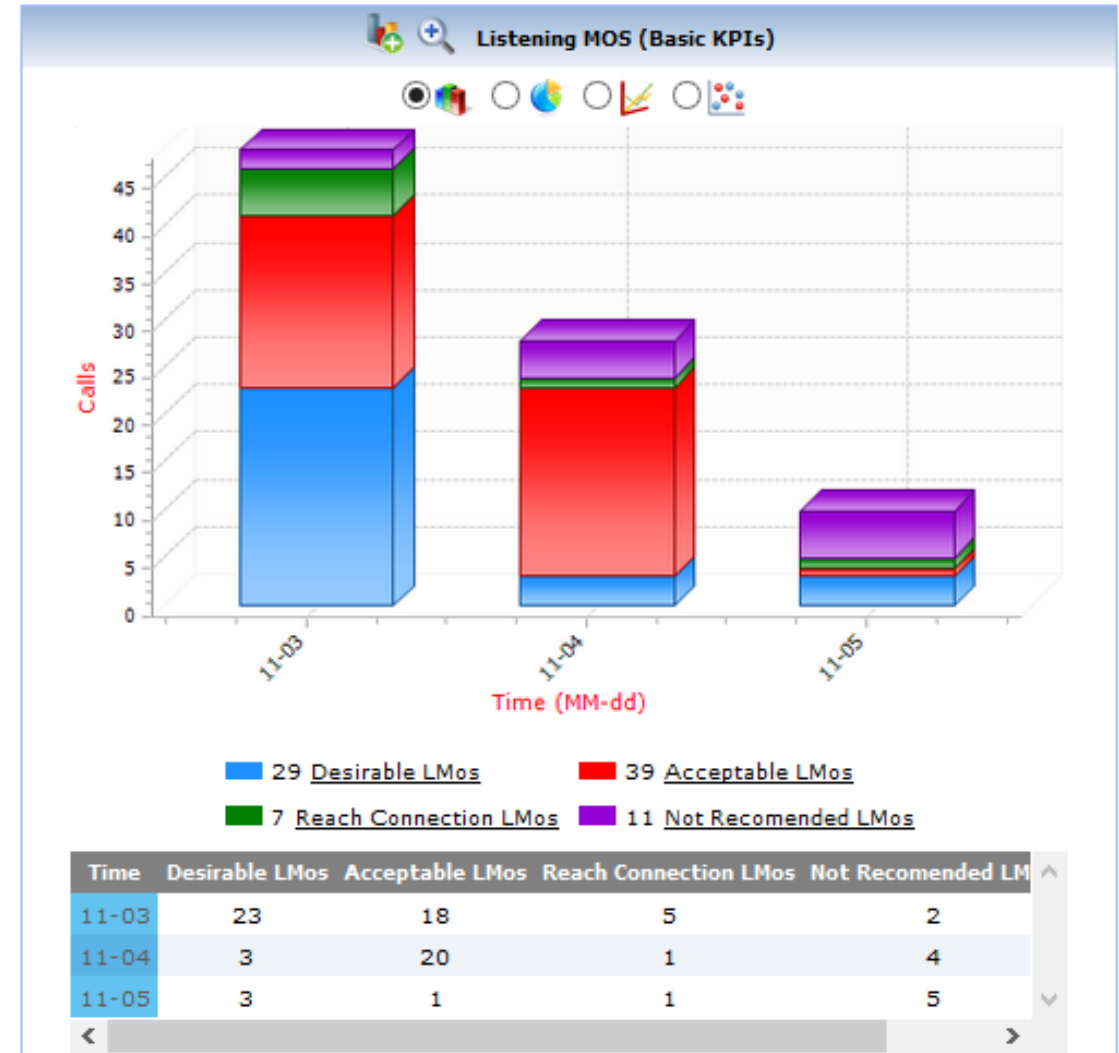 Listening MOS (Basic KPIs)
45
40
35
30
25
20
15
10
5
0
Calls
11-03
11-04
11-05
Time (MM-dd)
29 Desirable LMos
39 Acceptable LMos
7 Reach Connection LMos
11 Not Recomended LMos
Time Desirable LMos Acceptable LMos Reach Connection LMos Not Recomended LM
11-03 23 18 5 2
11-04 3 20 1 4
11-05 3 1 1 5